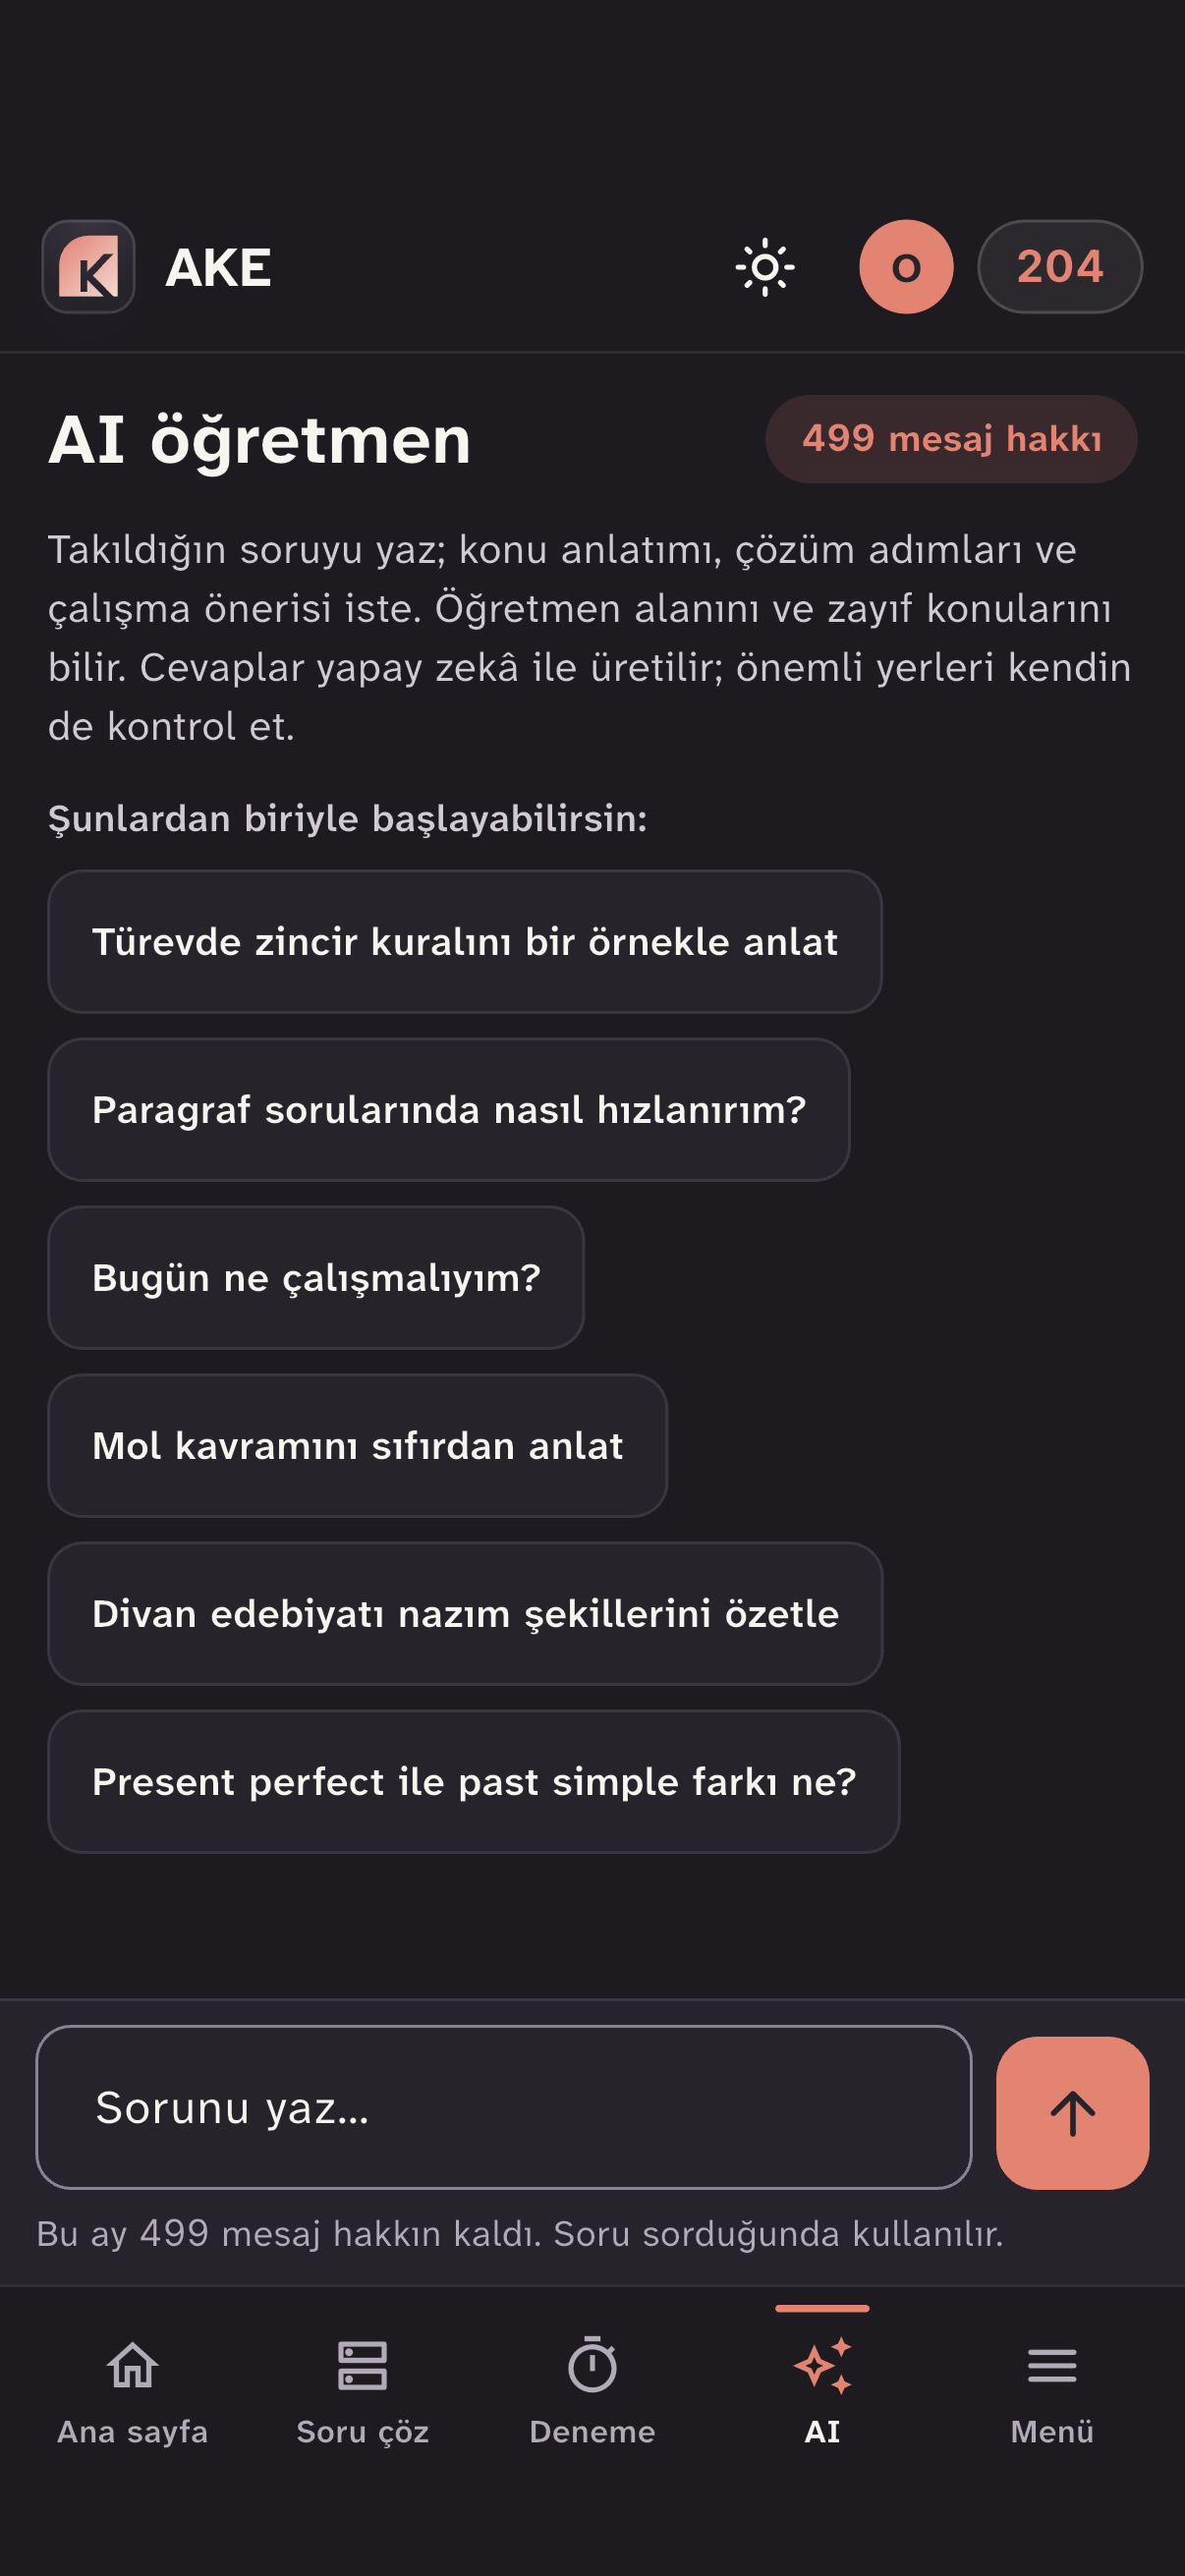 K AKE O 204
AI öğretmen 499 mesaj hakkı
Takıldığın soruyu yaz; konu anlatımı, çözüm adımları ve
çalışma önerisi iste. Öğretmen alanını ve zayıf konularını
bilir. Cevaplar yapay zekâ ile üretilir; önemli yerleri kendin
de kontrol et.
Şunlardan biriyle başlayabilirsin:
Türevde zincir kuralını bir örnekle anlat
Paragraf sorularında nasıl hızlanırım?
Bugün ne çalışmalıyım?
Mol kavramını sıfırdan anlat
Divan edebiyatı nazım şekillerini özetle
Present perfect ile past simple farkı ne?
Sorunu yaz...
Bu ay 499 mesaj hakkın kaldı. Soru sorduğunda kullanılır.
Ana sayfa Soru çöz Deneme AI Menü